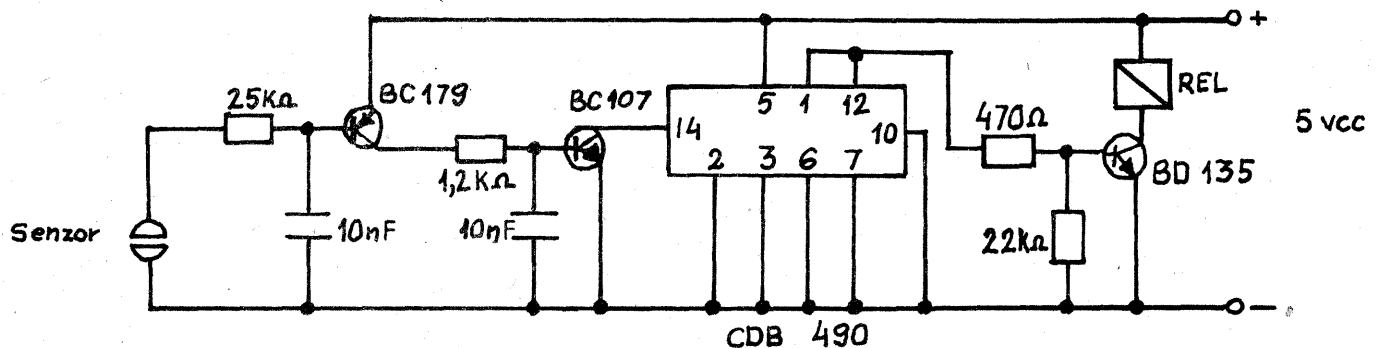 +
25KΩ
BC179
BC107
5 1 12
14
10
470Ω
REL
5 vcc
2 3 6 7
1,2KΩ
BD 135
Senzor
10nF
10nF
22KΩ
CDB 490
—